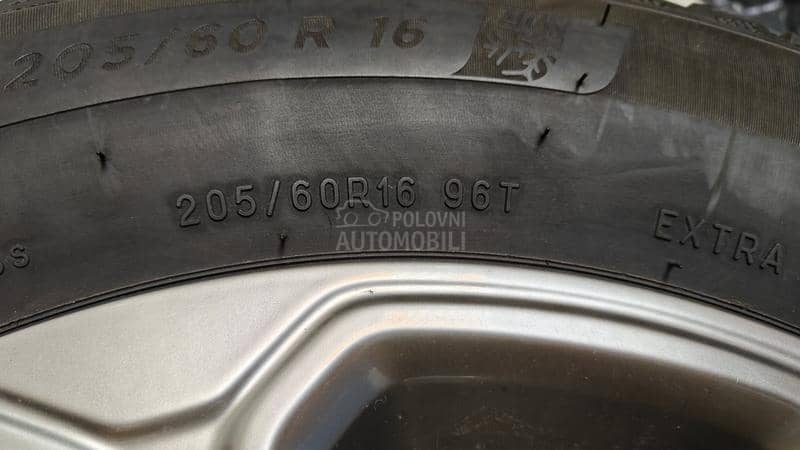 205/60 R 16
205/60R16 96T
POLOVNI
AUTOMOBILI
EXTRA